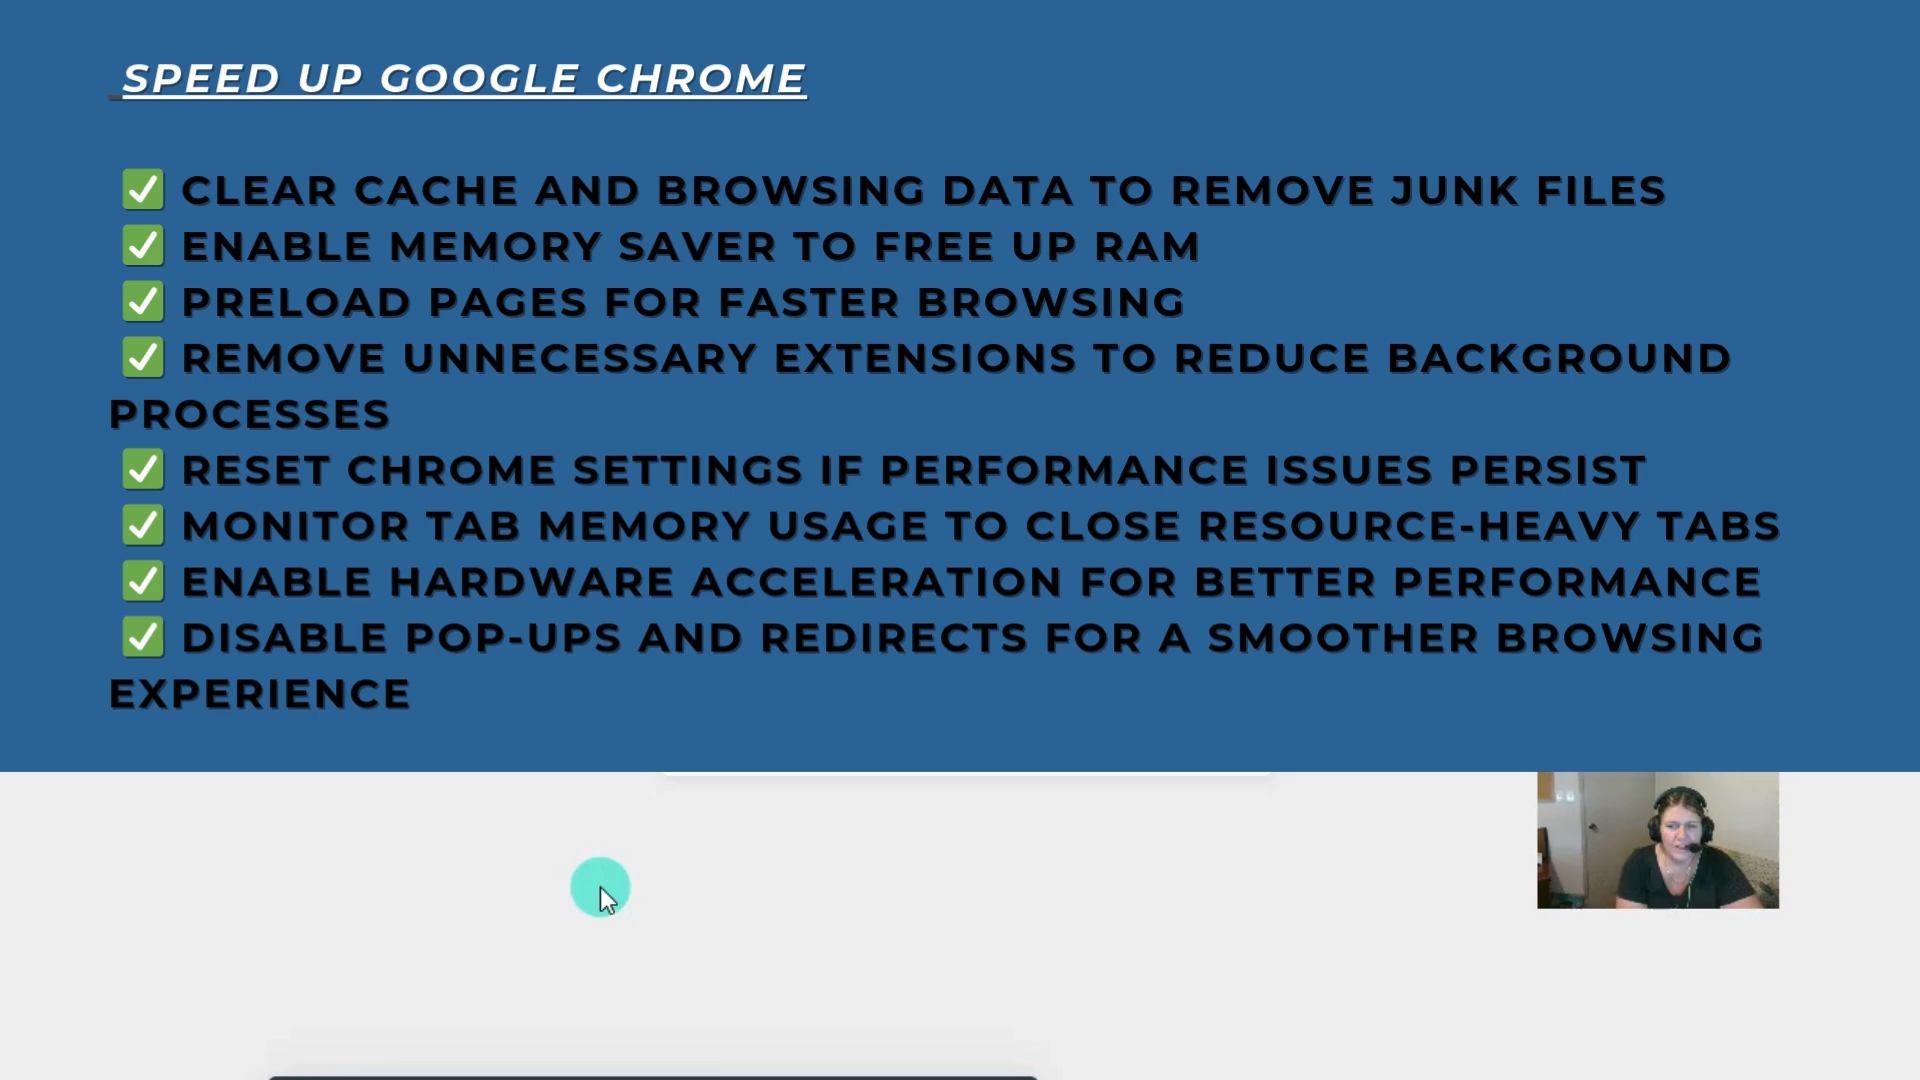 SPEED UP GOOGLE CHROME
✅ CLEAR CACHE AND BROWSING DATA TO REMOVE JUNK FILES
✅ ENABLE MEMORY SAVER TO FREE UP RAM
✅ PRELOAD PAGES FOR FASTER BROWSING
✅ REMOVE UNNECESSARY EXTENSIONS TO REDUCE BACKGROUND
PROCESSES
✅ RESET CHROME SETTINGS IF PERFORMANCE ISSUES PERSIST
✅ MONITOR TAB MEMORY USAGE TO CLOSE RESOURCE-HEAVY TABS
✅ ENABLE HARDWARE ACCELERATION FOR BETTER PERFORMANCE
✅ DISABLE POP-UPS AND REDIRECTS FOR A SMOOTHER BROWSING
EXPERIENCE